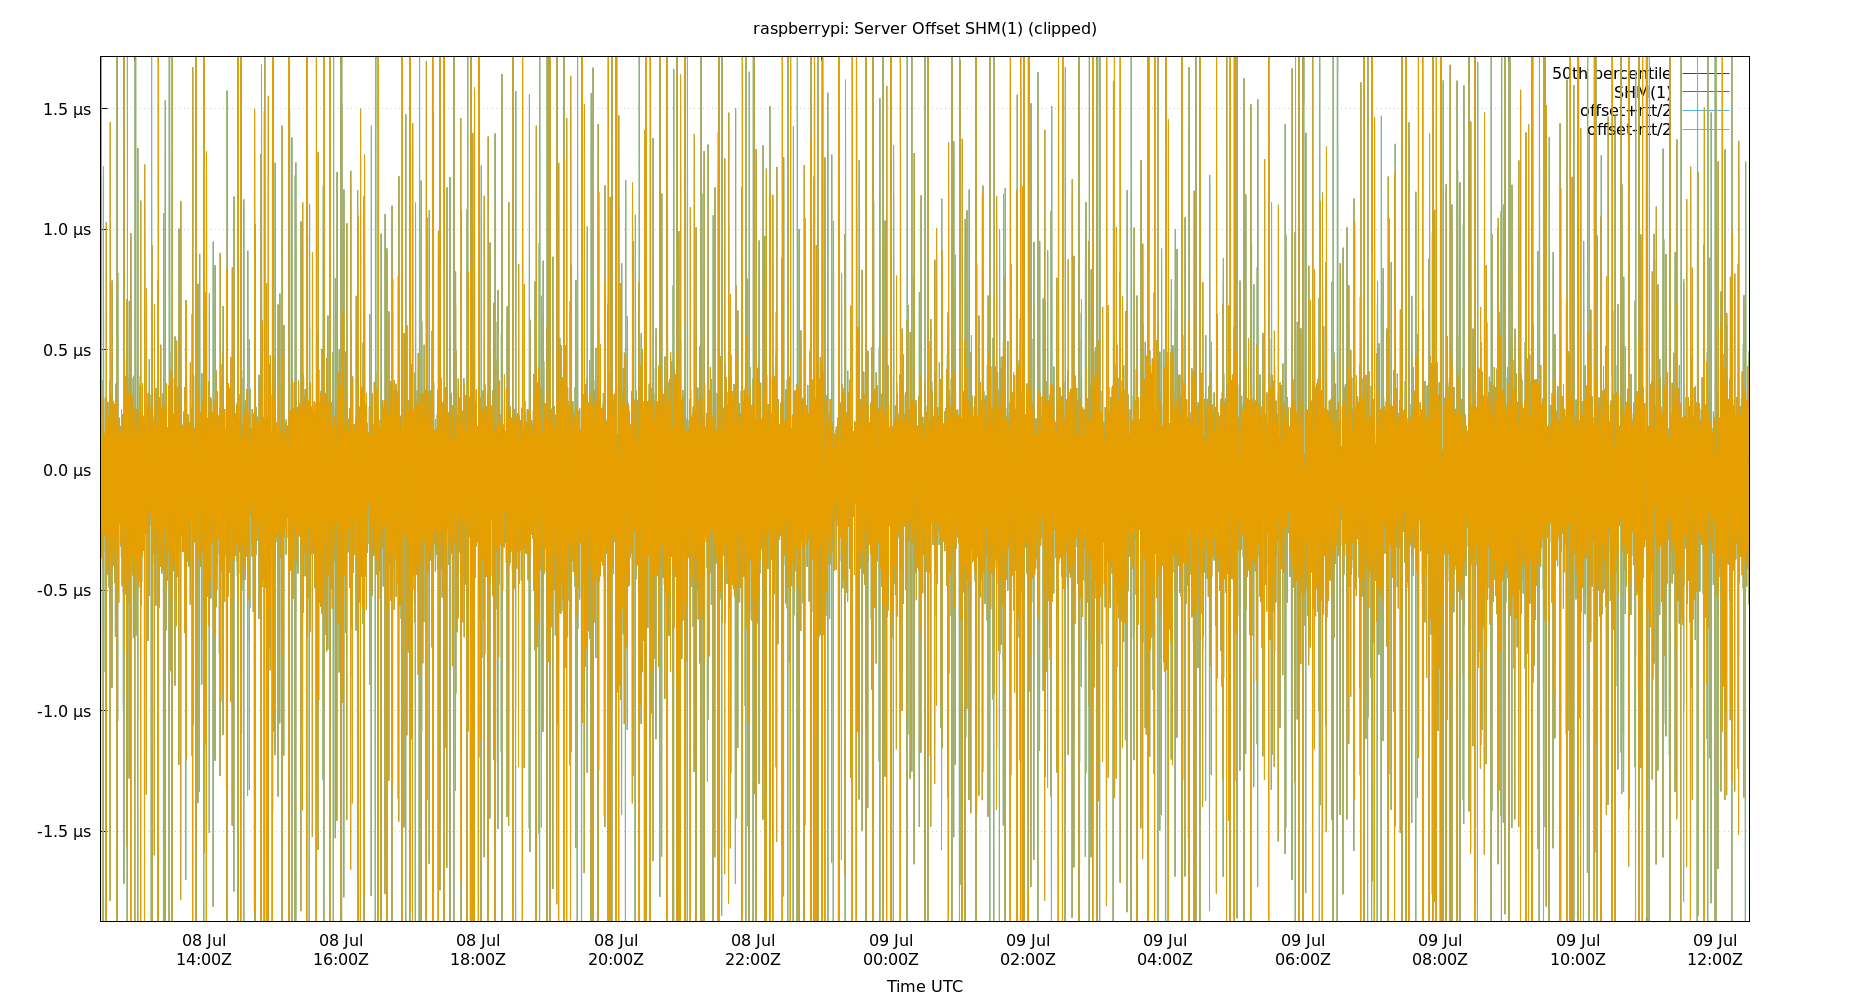 raspberrypi: Server Offset SHM(1) (clipped)
50th percentile
SHM(1)
offset+rtt/2
offset-rtt/2
1.5 µs
1.0 µs
0.5 µs
0.0 µs
-0.5 µs
-1.0 µs
-1.5 µs
08 Jul 08 Jul 08 Jul 08 Jul 08 Jul 09 Jul 09 Jul 09 Jul 09 Jul 09 Jul 09 Jul 09 Jul
14:00Z 16:00Z 18:00Z 20:00Z 22:00Z 00:00Z 02:00Z 04:00Z 06:00Z 08:00Z 10:00Z 12:00Z
Time UTC